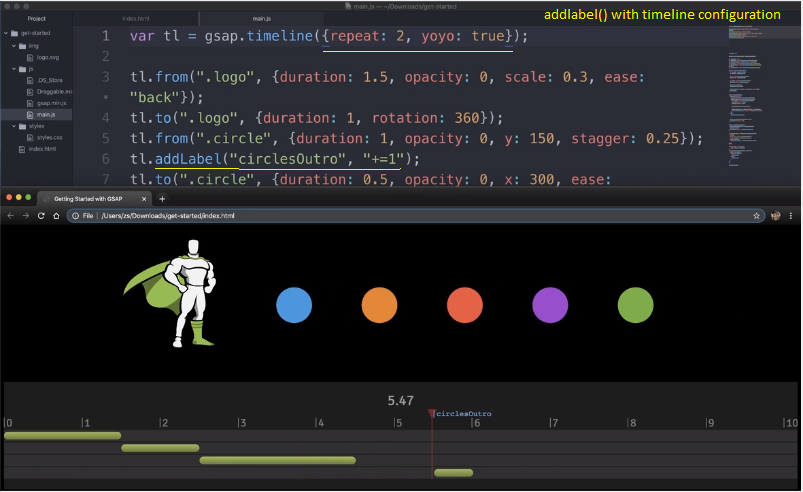 main.js — ~/Downloads/get-started
addlabel() with timeline configuration
Project
index.html
main.js
get-started
img
logo.svg
js
.DS_Store
Draggable.mi
gsap.min.js
main.js
styles
styles.css
index.html
1 var tl = gsap.timeline({repeat: 2, yoyo: true});
2
3 tl.from(".logo", {duration: 1.5, opacity: 0, scale: 0.3, ease:
• "back"});
4 tl.to(".logo", {duration: 1, rotation: 360});
5 tl.from(".circle", {duration: 1, opacity: 0, y: 150, stagger: 0.25});
6 tl.addLabel("circlesOutro", "+=1");
7 tl.to(".circle", {duration: 0.5, opacity: 0, x: 300, ease:
Getting Started with GSAP
File | /Users/zs/Downloads/get-started/index.html
5.47
circlesOutro
0 1 2 3 4 5 6 7 8 9 10